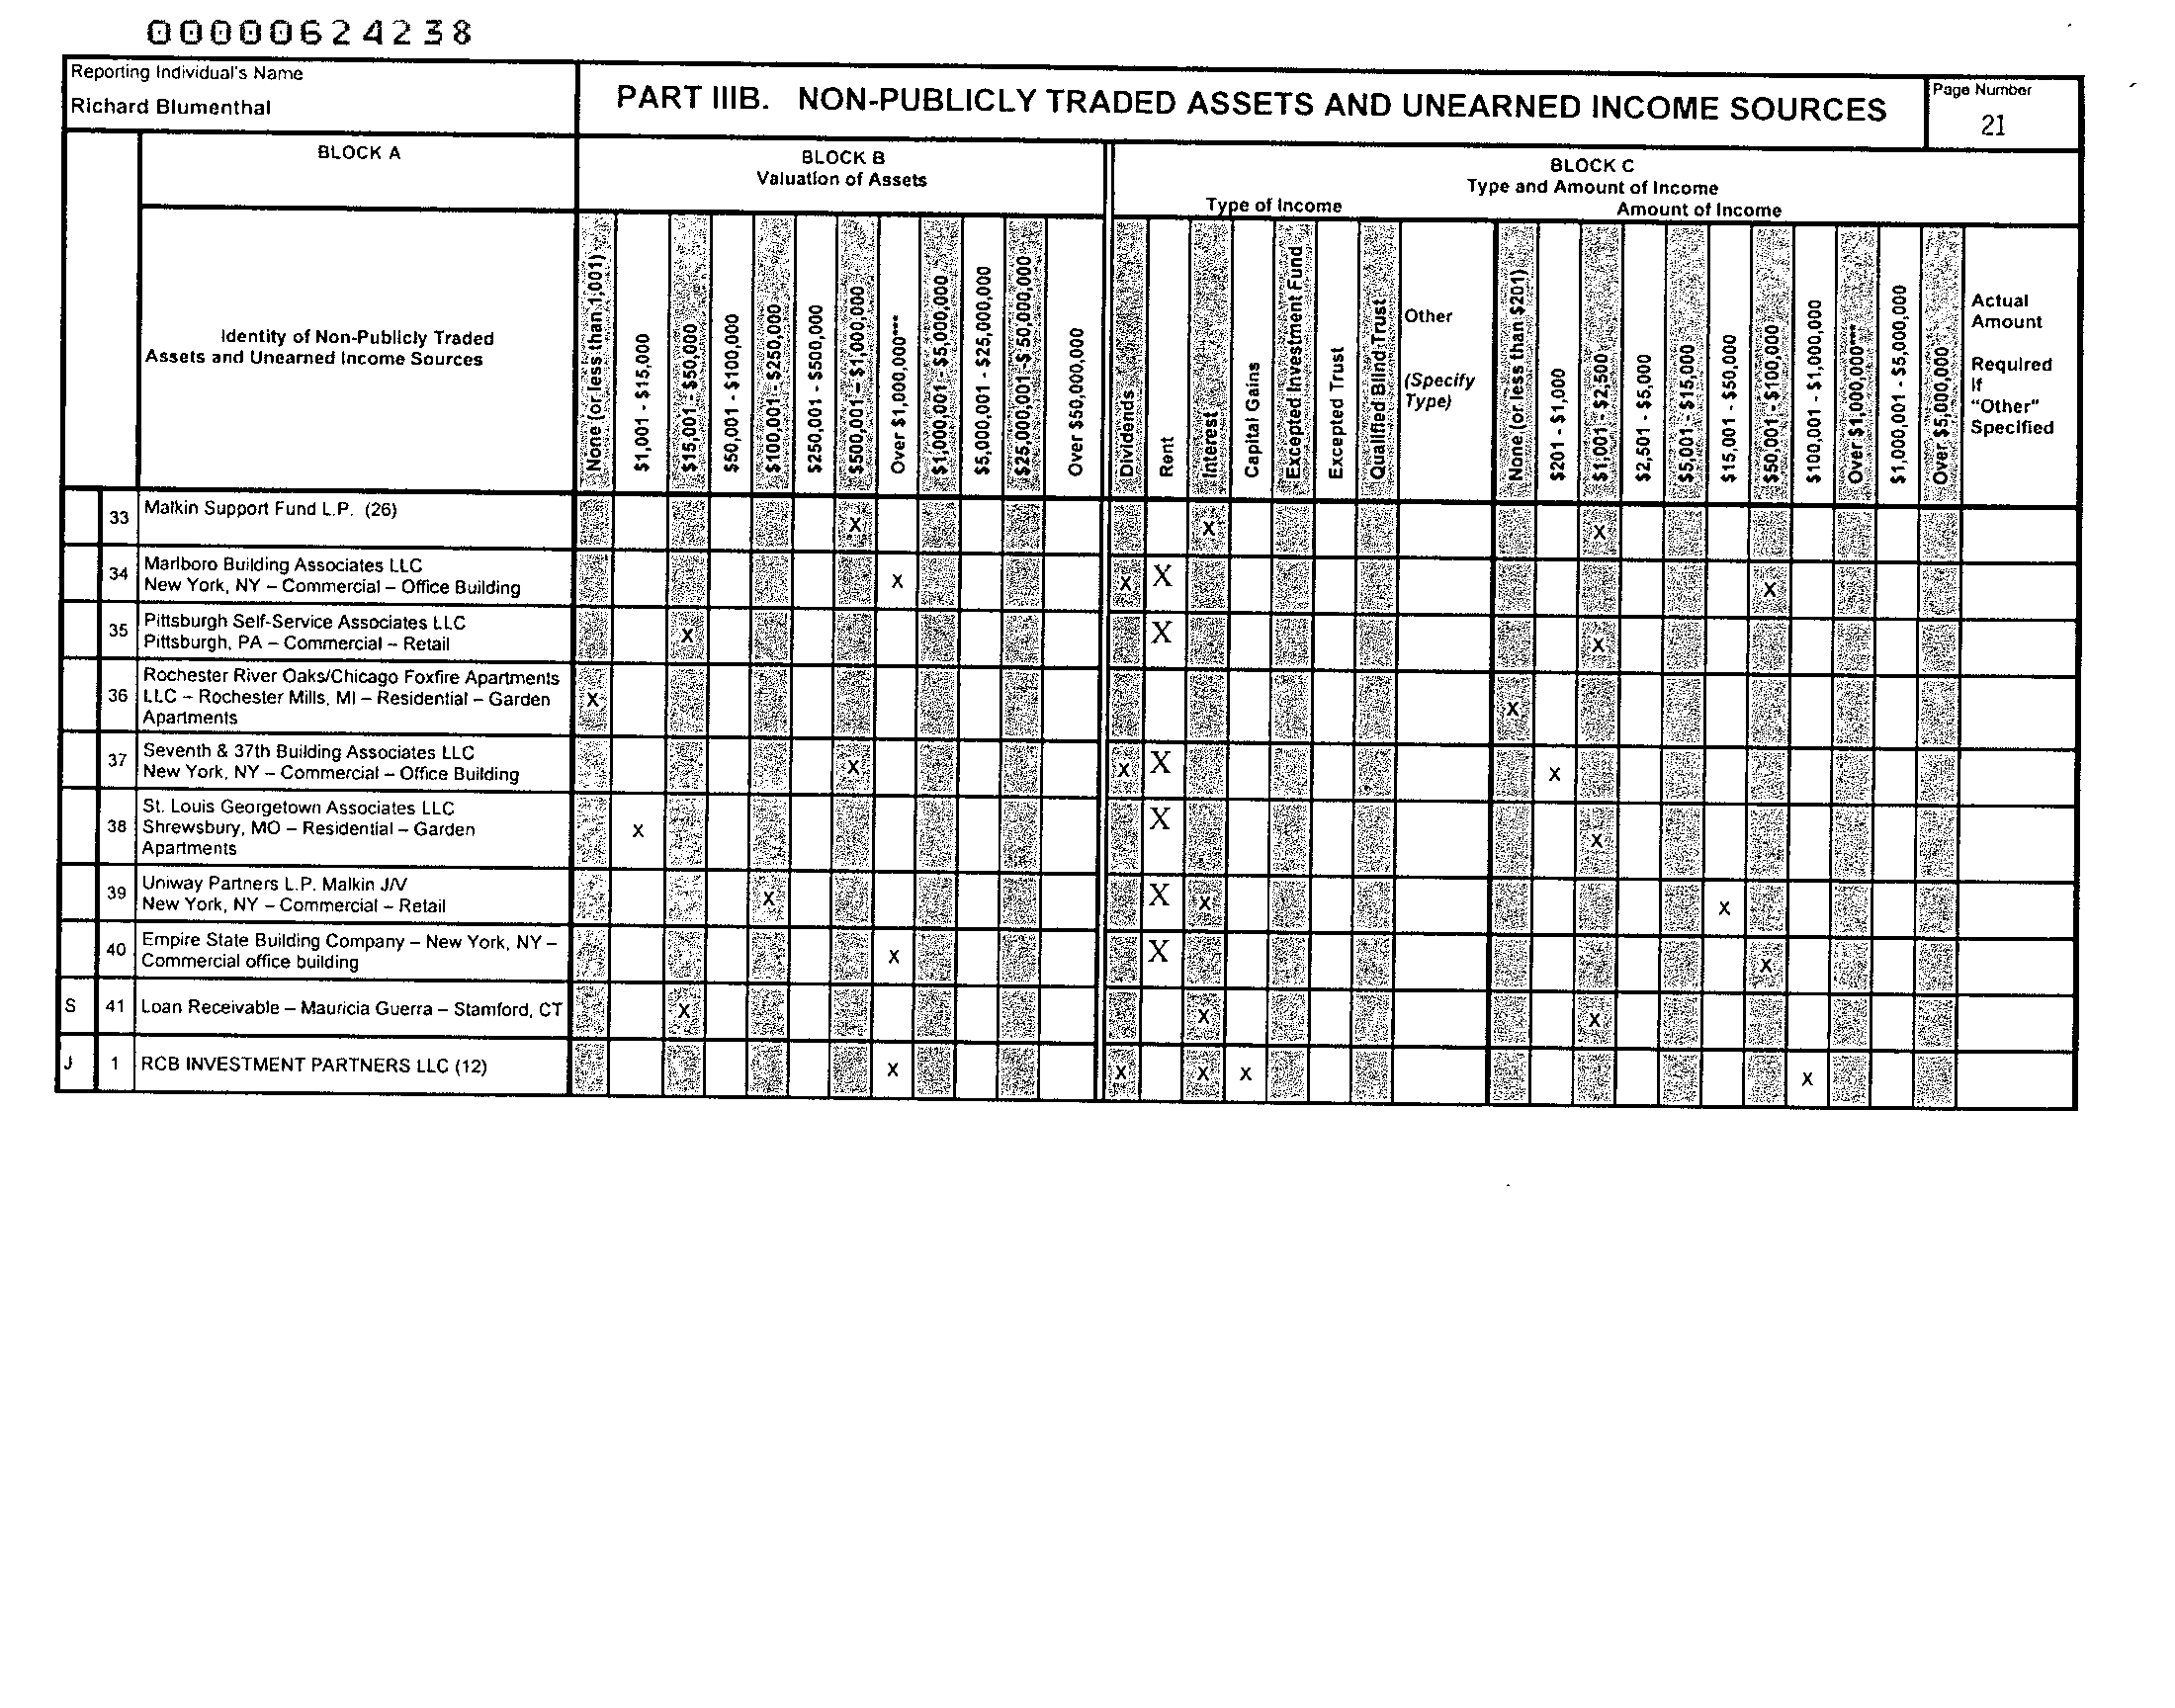 00000624238
Reporting Individual's Name
Richard Blumenthal
PART IIIB. NON-PUBLICLY TRADED ASSETS AND UNEARNED INCOME SOURCES
Page Number
21
BLOCK A
BLOCK B
Valuation of Assets
BLOCK C
Type and Amount of Income
Type of Income
Amount of Income
Identity of Non-Publicly Traded
Assets and Unearned Income Sources
None (or less than 1,001)
$1,001 - $15,000
$15,001 - $50,000
$50,001 - $100,000
$100,001 - $250,000
$250,001 - $500,000
$500,001 - $1,000,000
Over $1,000,000***
$1,000,001 - $5,000,000
$5,000,001 - $25,000,000
$25,000,001 - $50,000,000
Over $50,000,000
Dividends
Rent
Interest
Capital Gains
Excepted Investment Fund
Excepted Trust
Qualified Blind Trust
Other
(Specify
Type)
None (or less than $201)
$201 - $1,000
$1,001 - $2,500
$2,501 - $5,000
$5,001 - $15,000
$15,001 - $50,000
$50,001 - $100,000
$100,001 - $1,000,000
Over $1,000,000***
$1,000,001 - $5,000,000
Over $5,000,000
Actual
Amount
Required
If
"Other"
Specified
33 Malkin Support Fund L.P. (26) X X X
34 Marlboro Building Associates LLC
New York, NY – Commercial – Office Building X X X X
35 Pittsburgh Self-Service Associates LLC
Pittsburgh, PA – Commercial – Retail X X X
Rochester River Oaks/Chicago Foxfire Apartments
36 LLC – Rochester Mills, MI – Residential – Garden X X
Apartments
37 Seventh & 37th Building Associates LLC
New York, NY – Commercial – Office Building X X X X
St. Louis Georgetown Associates LLC
38 Shrewsbury, MO – Residential – Garden X X X
Apartments
39 Uniway Partners L.P. Malkin J/V
New York, NY – Commercial – Retail X X X X
40 Empire State Building Company – New York, NY –
Commercial office building X X X
S 41 Loan Receivable – Mauricia Guerra – Stamford, CT X X X
J 1 RCB INVESTMENT PARTNERS LLC (12) X X X X X